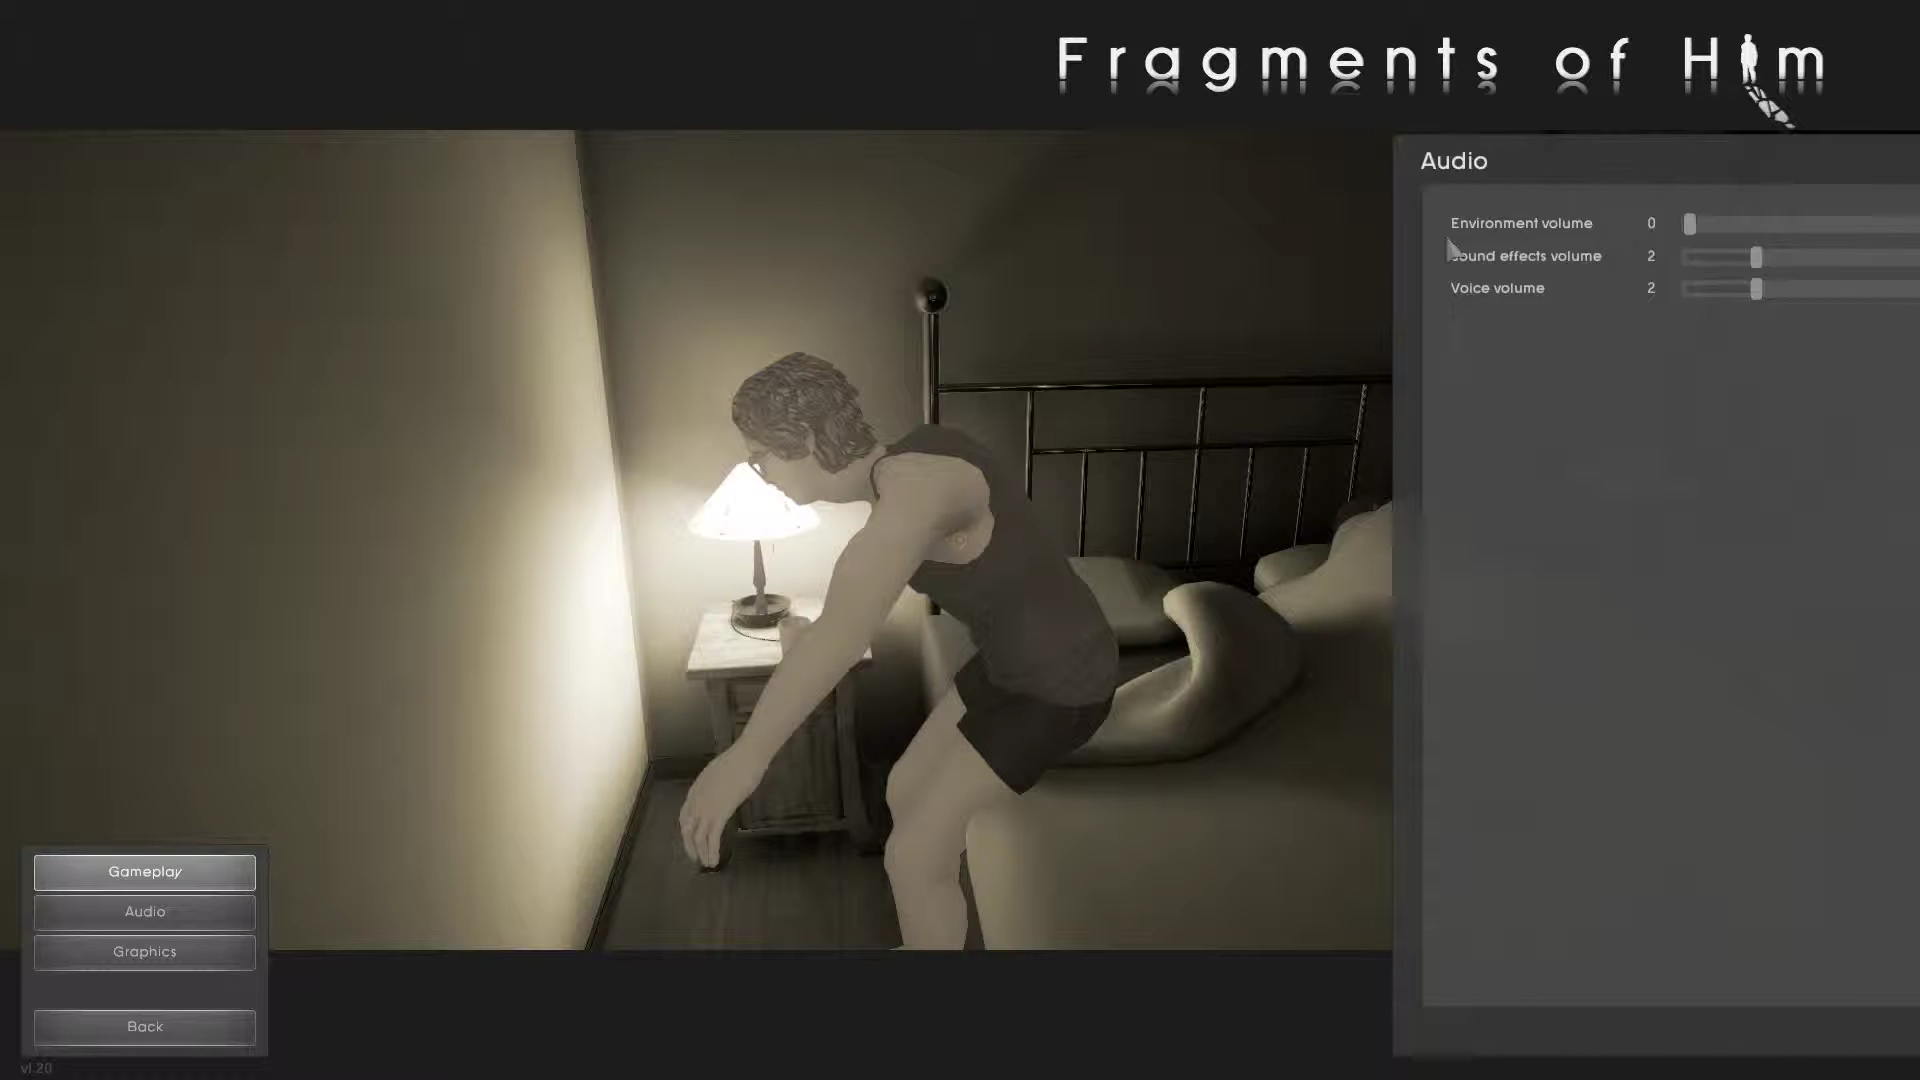 Fragments of Him
Audio
Environment volume 0
Sound effects volume 2
Voice volume 2
Gameplay
Audio
Graphics
Back
v1.20